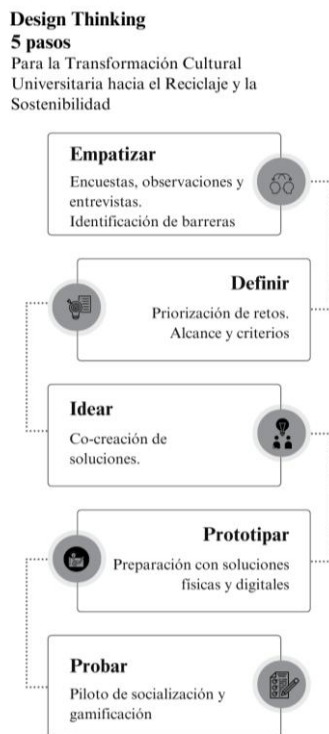 Design Thinking
5 pasos
Para la Transformación Cultural
Universitaria hacia el Reciclaje y la
Sostenibilidad
Empatizar
Encuestas, observaciones y
entrevistas.
Identificación de barreras
Definir
Priorización de retos.
Alcance y criterios
Idear
Co-creación de
soluciones.
Prototipar
Preparación con soluciones
físicas y digitales
Probar
Piloto de socialización y
gamificación